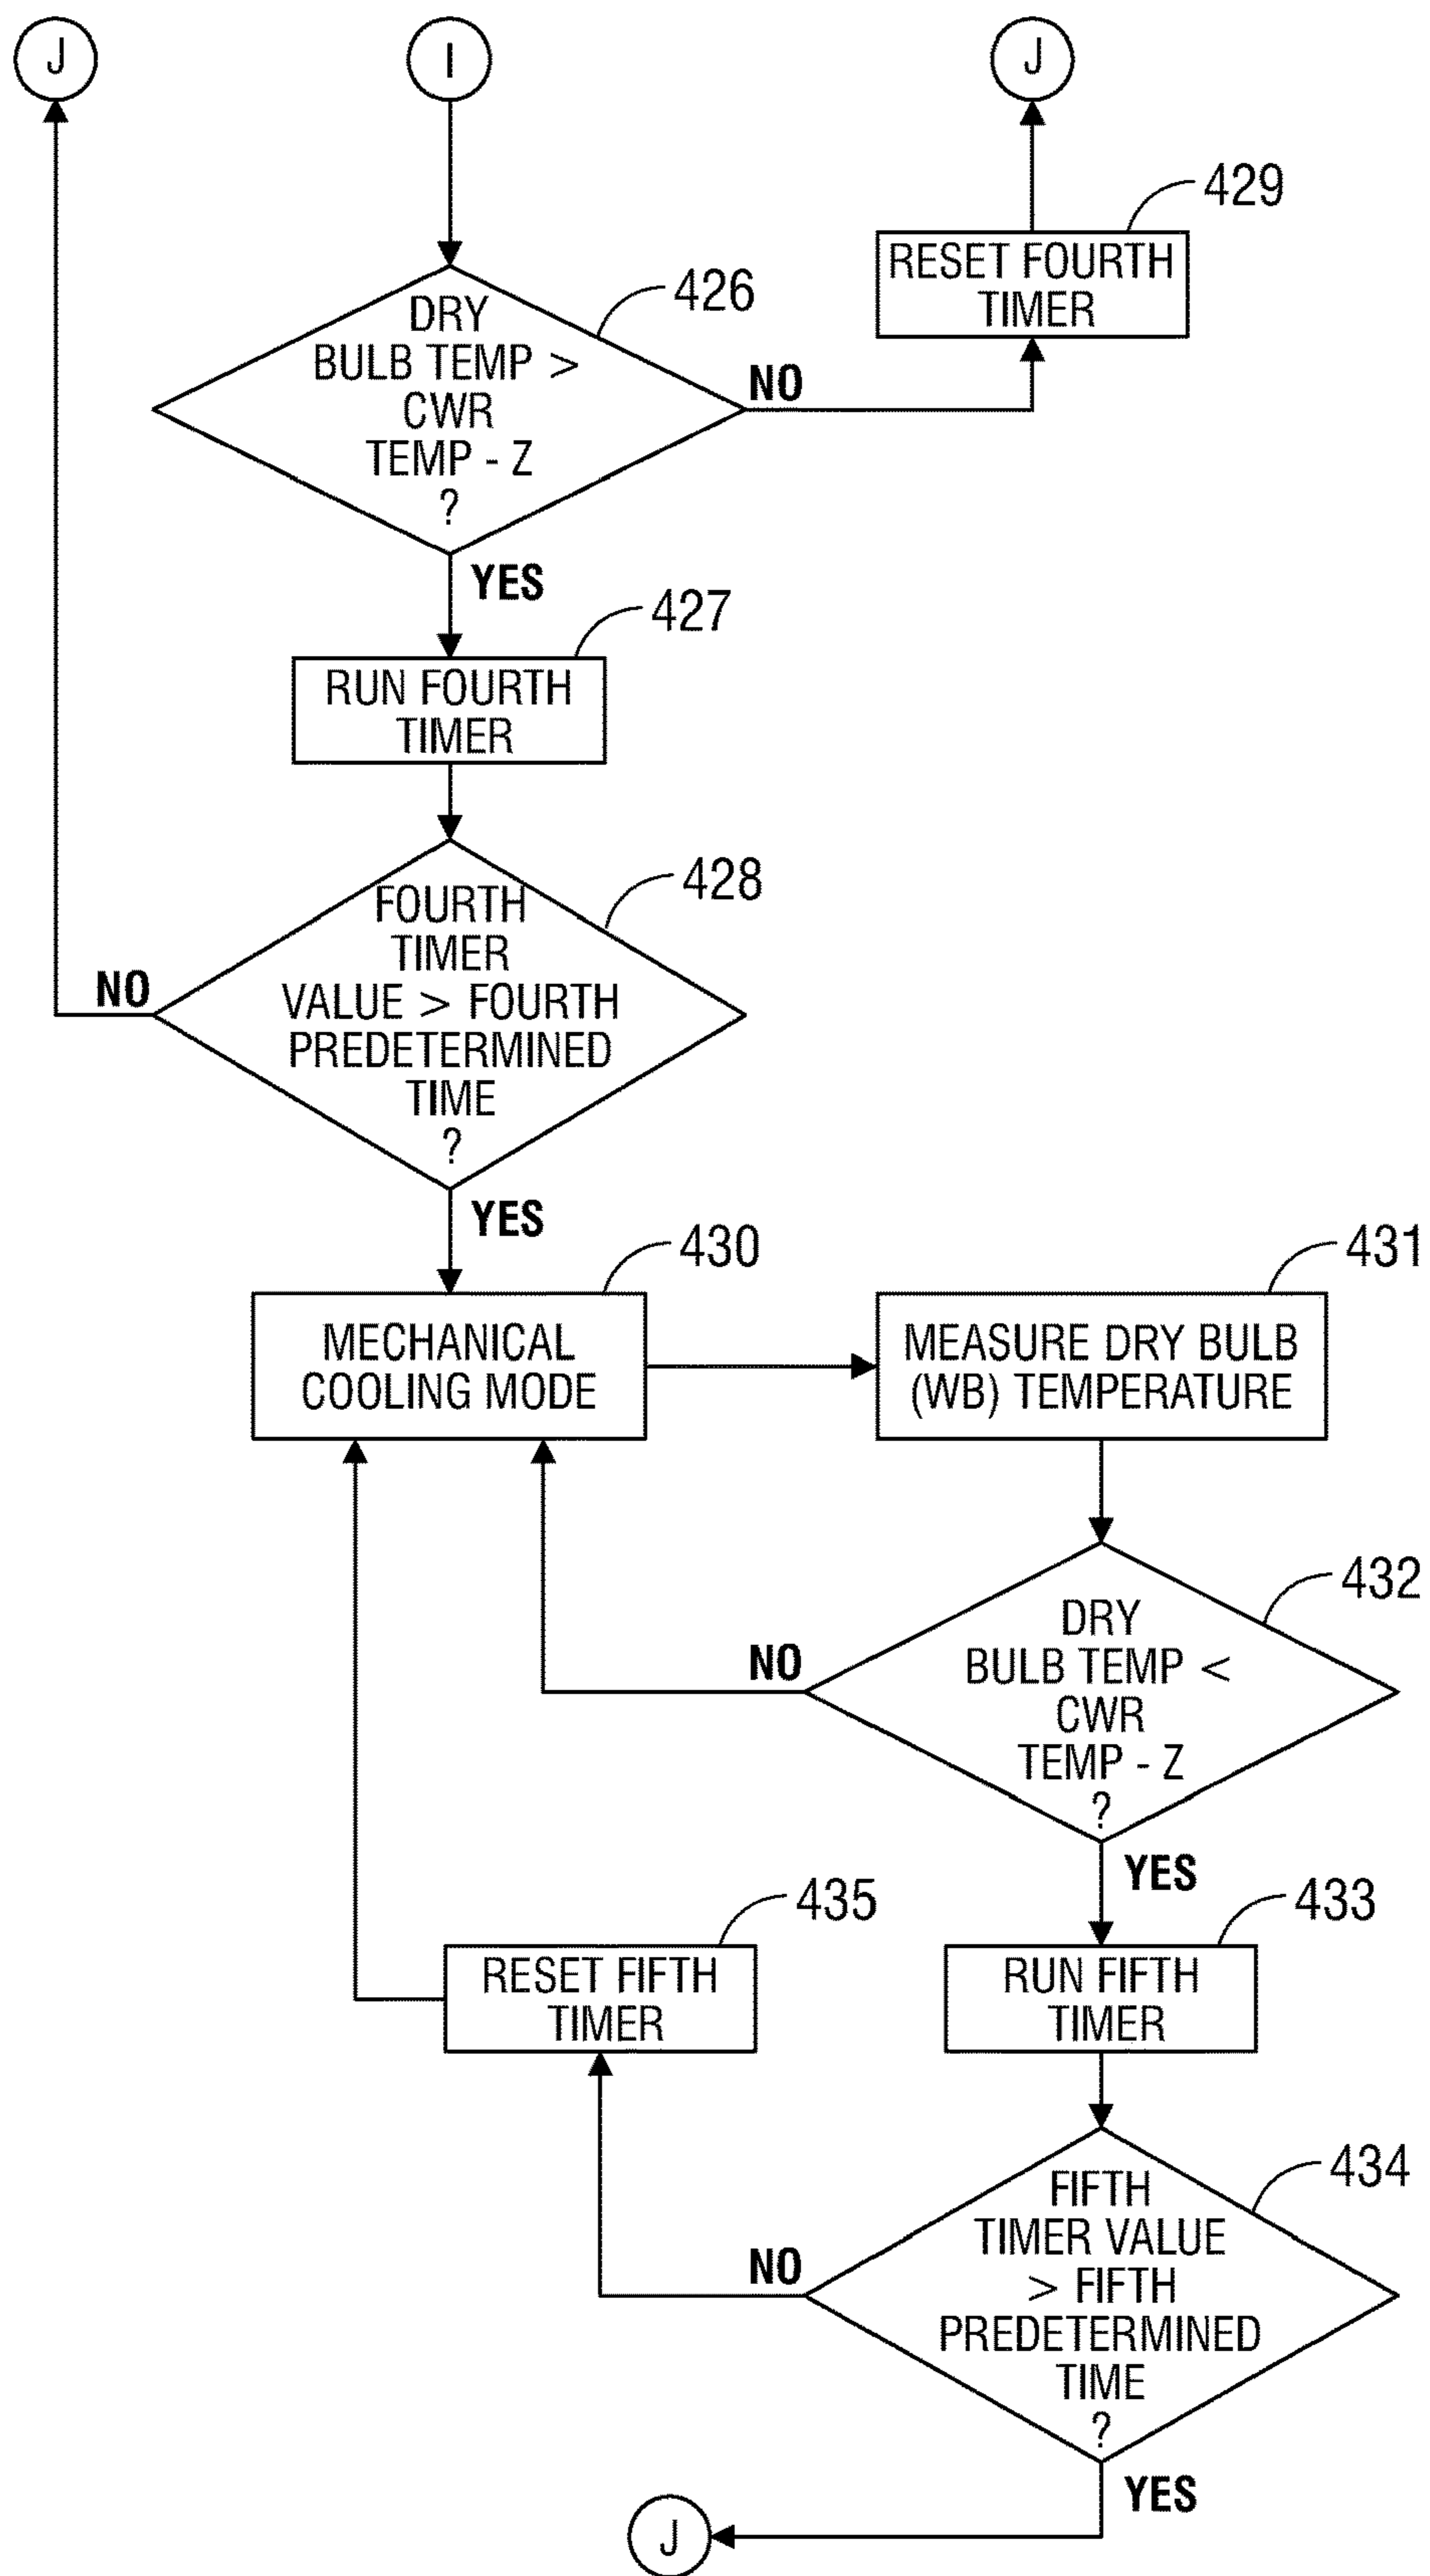 J
I
J
429
RESET FOURTH
TIMER
426
DRY
BULB TEMP >
CWR
TEMP - Z
?
NO
YES
427
RUN FOURTH
TIMER
428
FOURTH
TIMER
VALUE > FOURTH
PREDETERMINED
TIME
?
NO
YES
430
MECHANICAL
COOLING MODE
431
MEASURE DRY BULB
(WB) TEMPERATURE
432
DRY
BULB TEMP <
CWR
TEMP - Z
?
NO
YES
435
RESET FIFTH
TIMER
433
RUN FIFTH
TIMER
434
FIFTH
TIMER VALUE
> FIFTH
PREDETERMINED
TIME
?
NO
YES
J